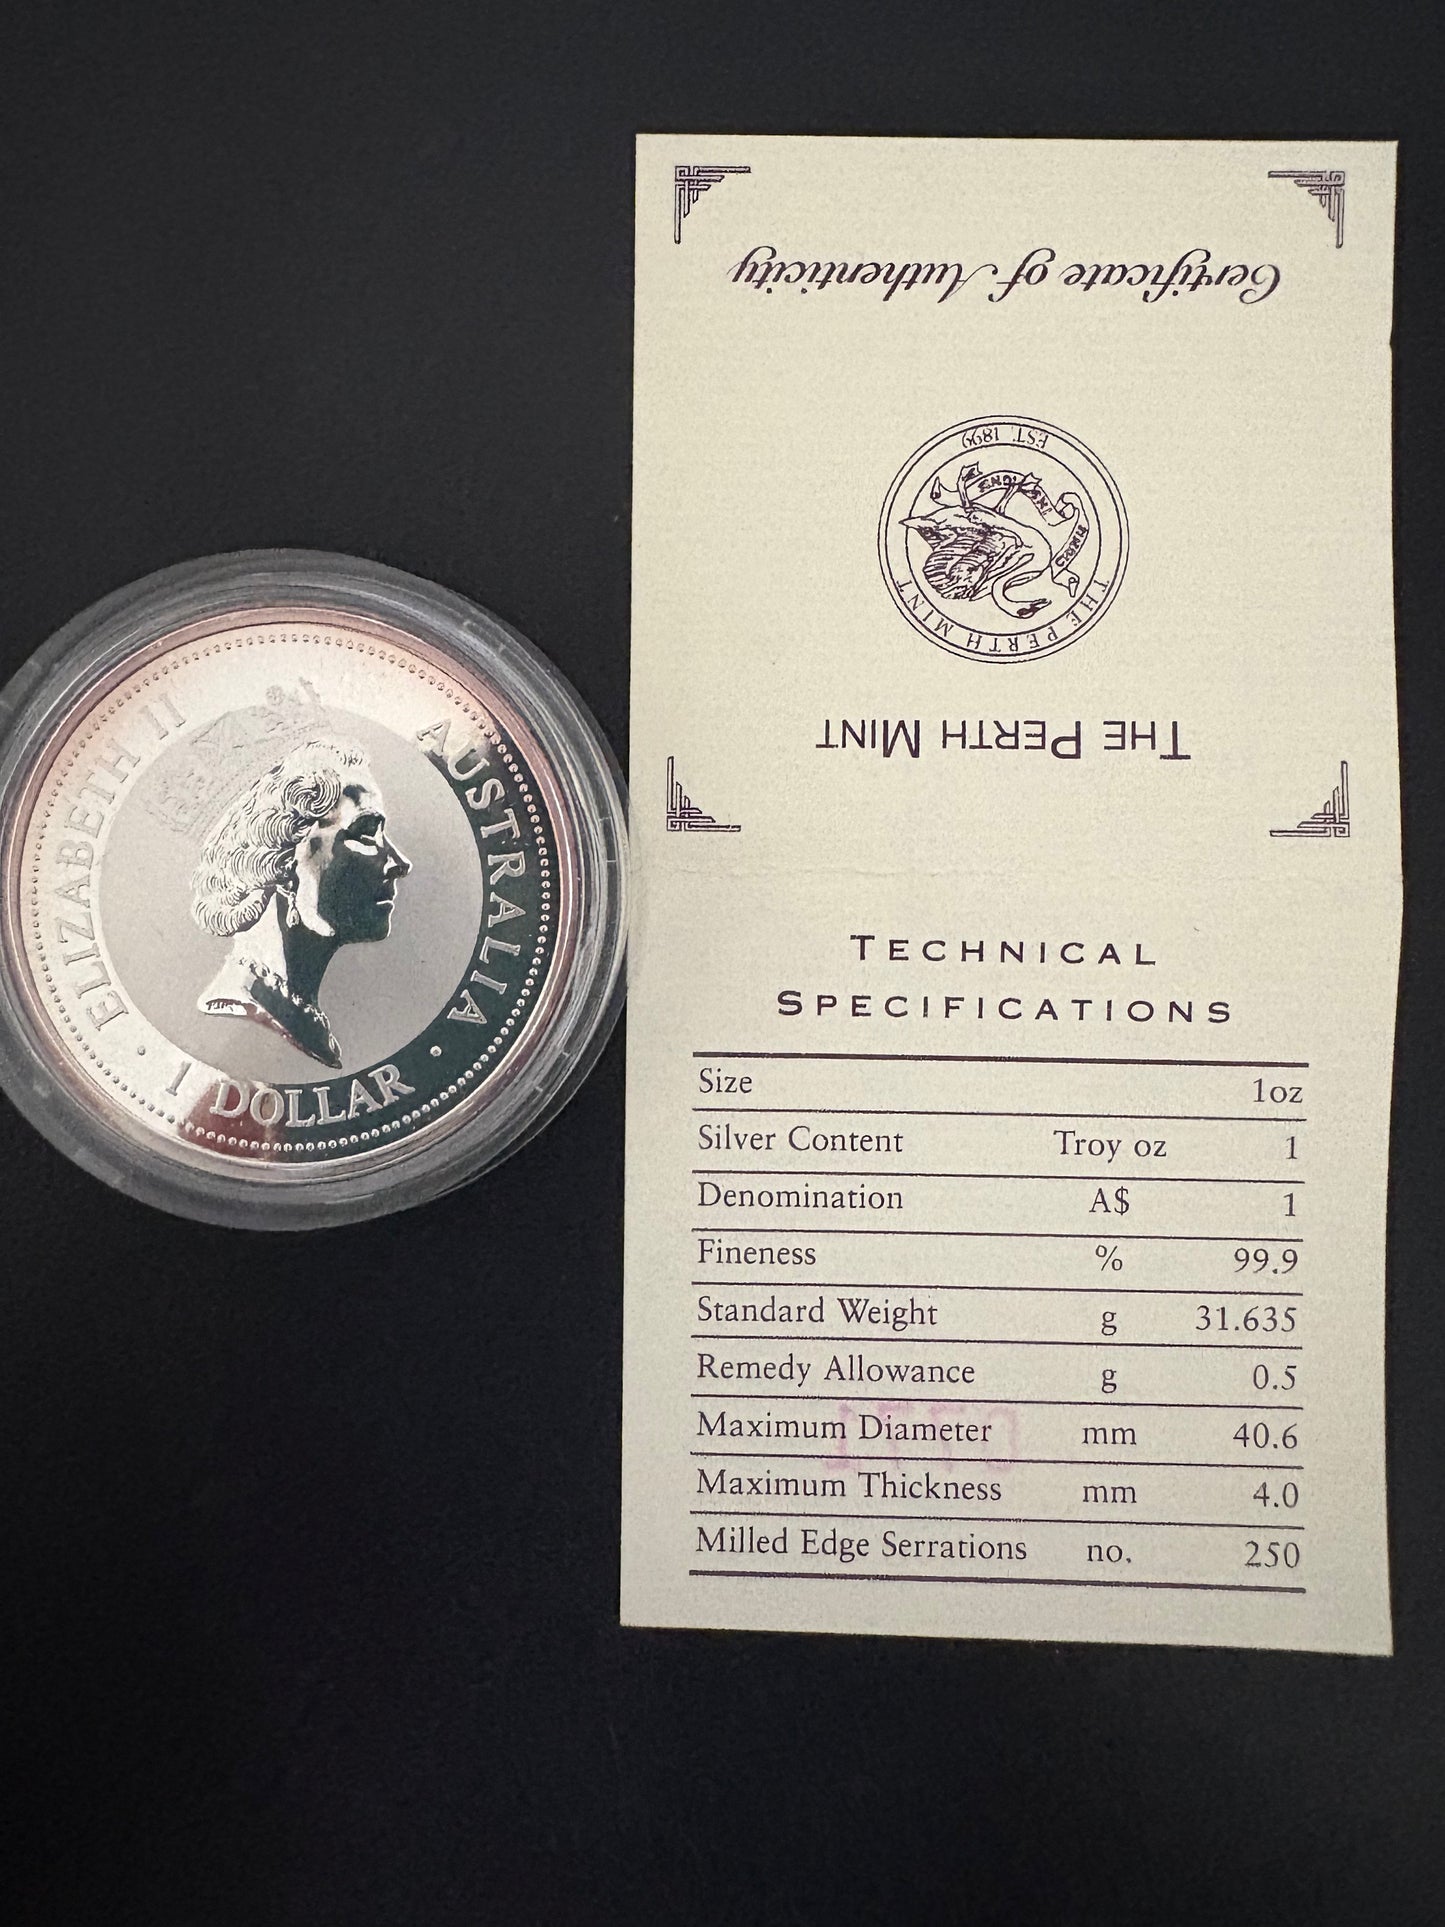 ELIZABETH II
AUSTRALIA
1 DOLLAR
Certificate of Authenticity
EST. 1899
THE PERTH MINT
THE PERTH MINT
TECHNICAL
SPECIFICATIONS
Size 1oz
Silver Content Troy oz 1
Denomination A$ 1
Fineness % 99.9
Standard Weight g 31.635
Remedy Allowance g 0.5
Maximum Diameter mm 40.6
Maximum Thickness mm 4.0
Milled Edge Serrations no. 250